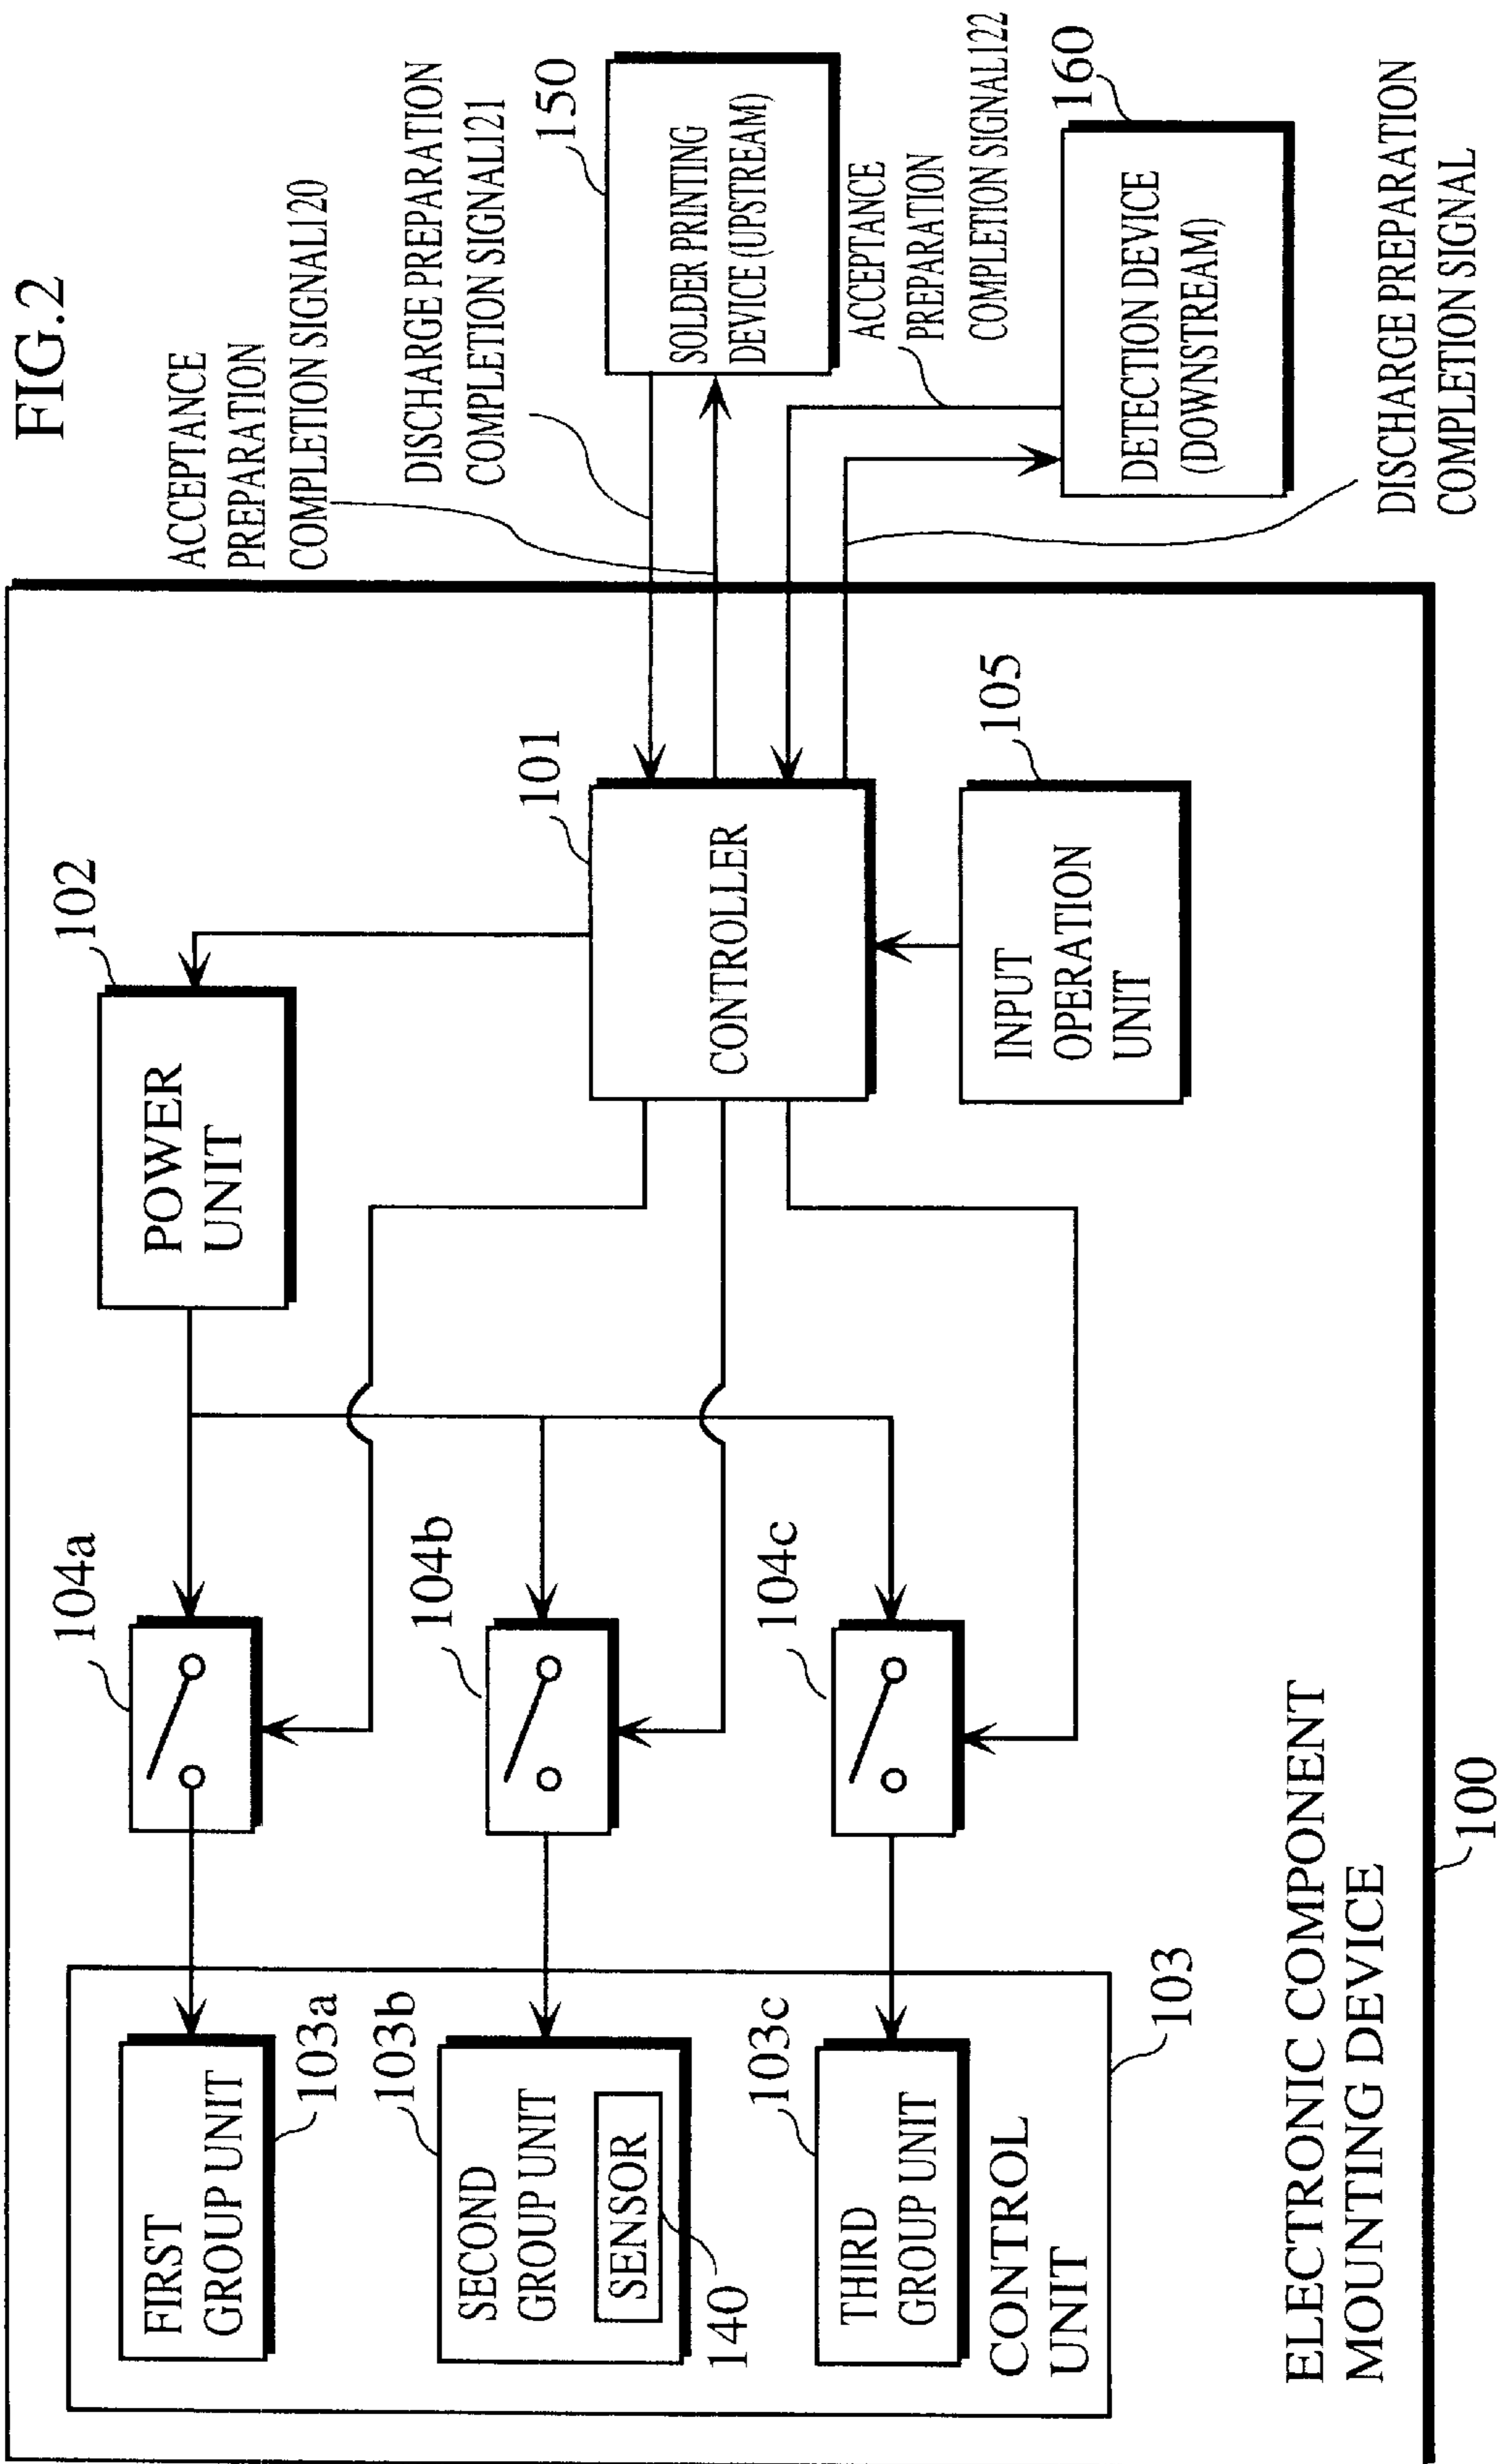 FIG.2
ACCEPTANCE
PREPARATION
COMPLETION SIGNAL120
DISCHARGE PREPARATION
COMPLETION SIGNAL121
150
SOLDER PRINTING
DEVICE (UPSTREAM)
ACCEPTANCE
PREPARATION
COMPLETION SIGNAL122
160
DETECTION DEVICE
(DOWNSTREAM)
DISCHARGE PREPARATION
COMPLETION SIGNAL
102
POWER
UNIT
101
CONTROLLER
105
INPUT
OPERATION
UNIT
104a
104b
104c
FIRST
GROUP UNIT
103a
103b
SECOND
GROUP UNIT
SENSOR
140
103c
THIRD
GROUP UNIT
CONTROL
UNIT
103
ELECTRONIC COMPONENT
MOUNTING DEVICE
100